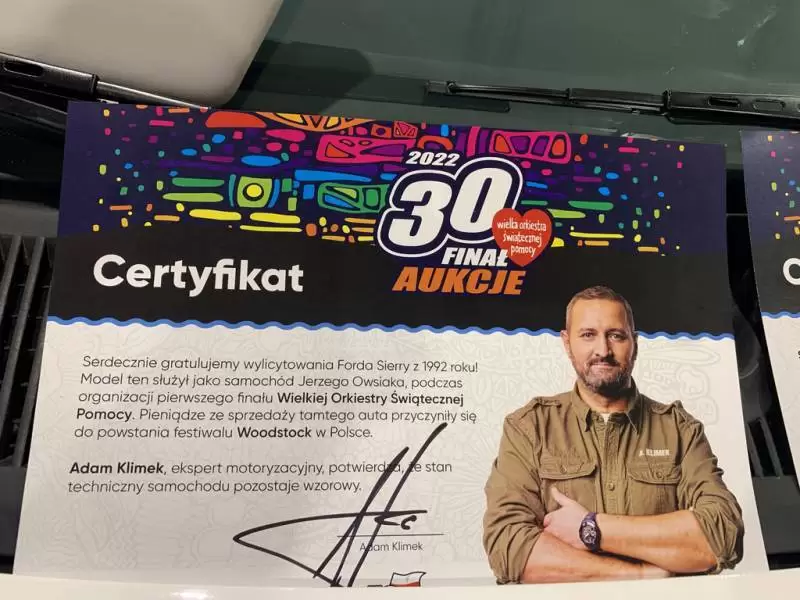 2022
30
FINAŁ
AUKCJE
wielka orkiestra
świątecznej
pomocy
Certyfikat
C
Serdecznie gratulujemy wylicytowania Forda Sierry z 1992 roku!
Model ten służył jako samochód Jerzego Owsiaka, podczas
organizacji pierwszego finału Wielkiej Orkiestry Świątecznej
Pomocy. Pieniądze ze sprzedaży tamtego auta przyczyniły się
do powstania festiwalu Woodstock w Polsce.
Adam Klimek, ekspert motoryzacyjny, potwierdza, że stan
techniczny samochodu pozostaje wzorowy.
A. KLIMEK
Adam Klimek